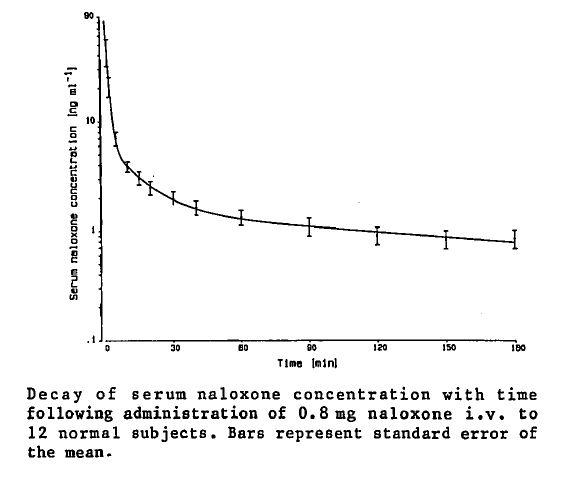 80
10
1
.1
Serum naloxone concentration [ng ml⁻¹]
0 30 60 90 120 150 180
Time [min]
Decay of serum naloxone concentration with time
following administration of 0.8 mg naloxone i.v. to
12 normal subjects. Bars represent standard error of
the mean.